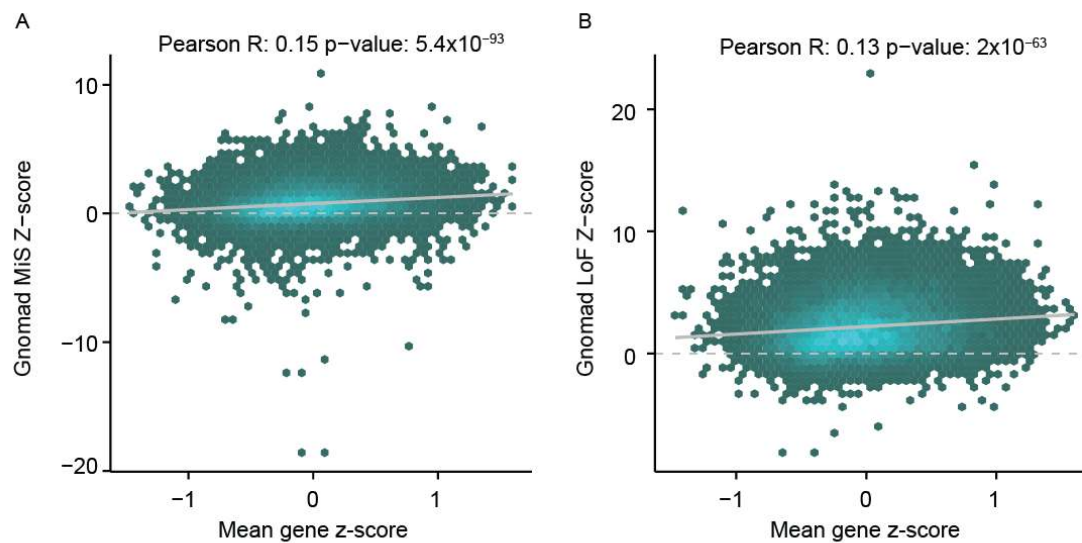 A
Pearson R: 0.15 p−value: 5.4x10⁻⁹³
10
0
−10
−20
Gnomad MiS Z−score
−1
0
1
Mean gene z-score
B
Pearson R: 0.13 p−value: 2x10⁻⁶³
20
10
0
Gnomad LoF Z−score
−1
0
1
Mean gene z-score